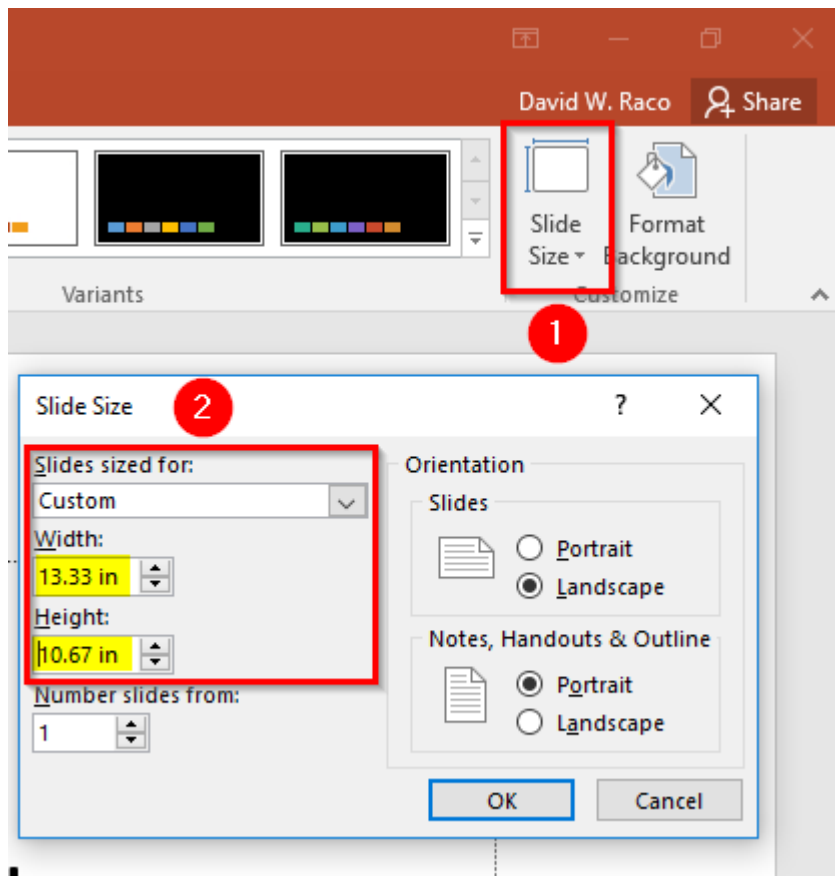 David W. Raco Share
Slide Size
Format Background
Variants
Customize
1
Slide Size 2 ?
Slides sized for:
Custom
Width:
13.33 in
Height:
10.67 in
Number slides from:
1
Orientation
Slides
Portrait
Landscape
Notes, Handouts & Outline
Portrait
Landscape
OK Cancel